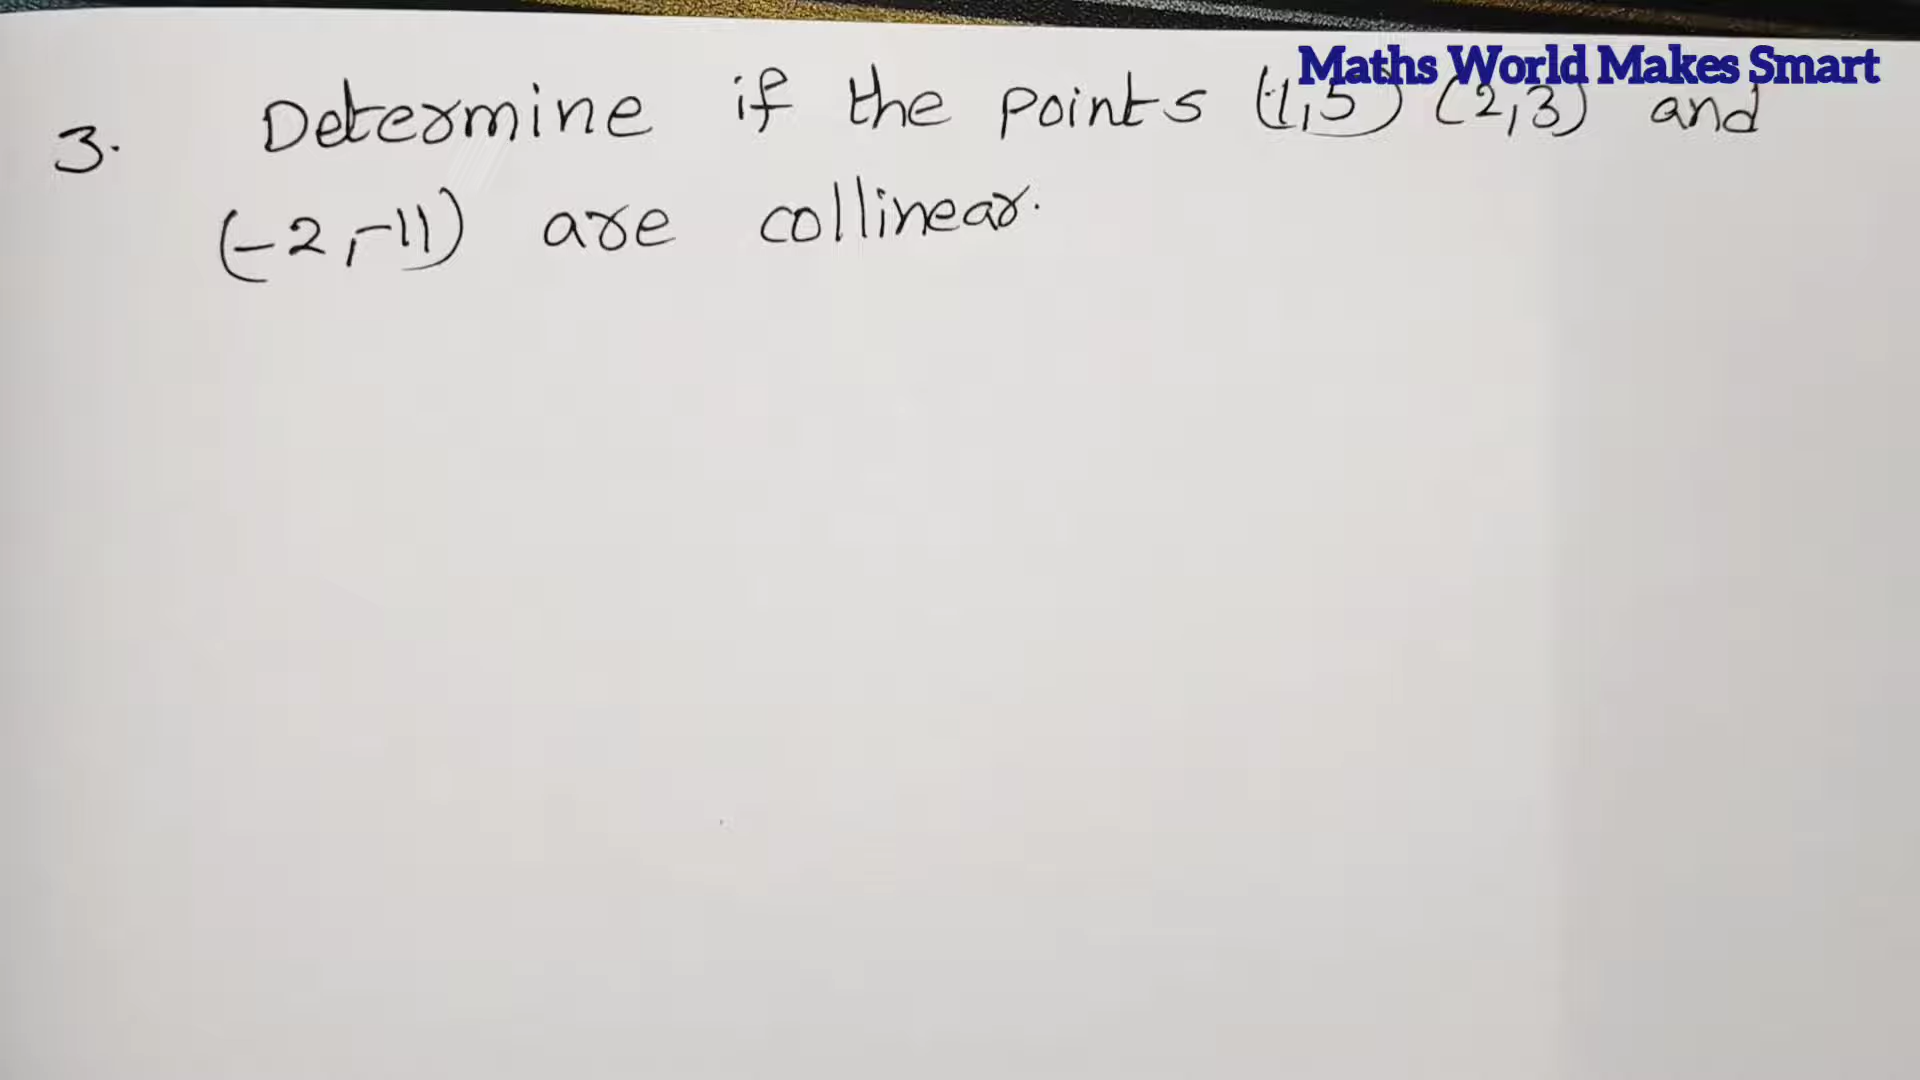 Maths World Makes Smart
3. Determine if the points (1,5) (2,3) and
(-2,-11) are collinear.